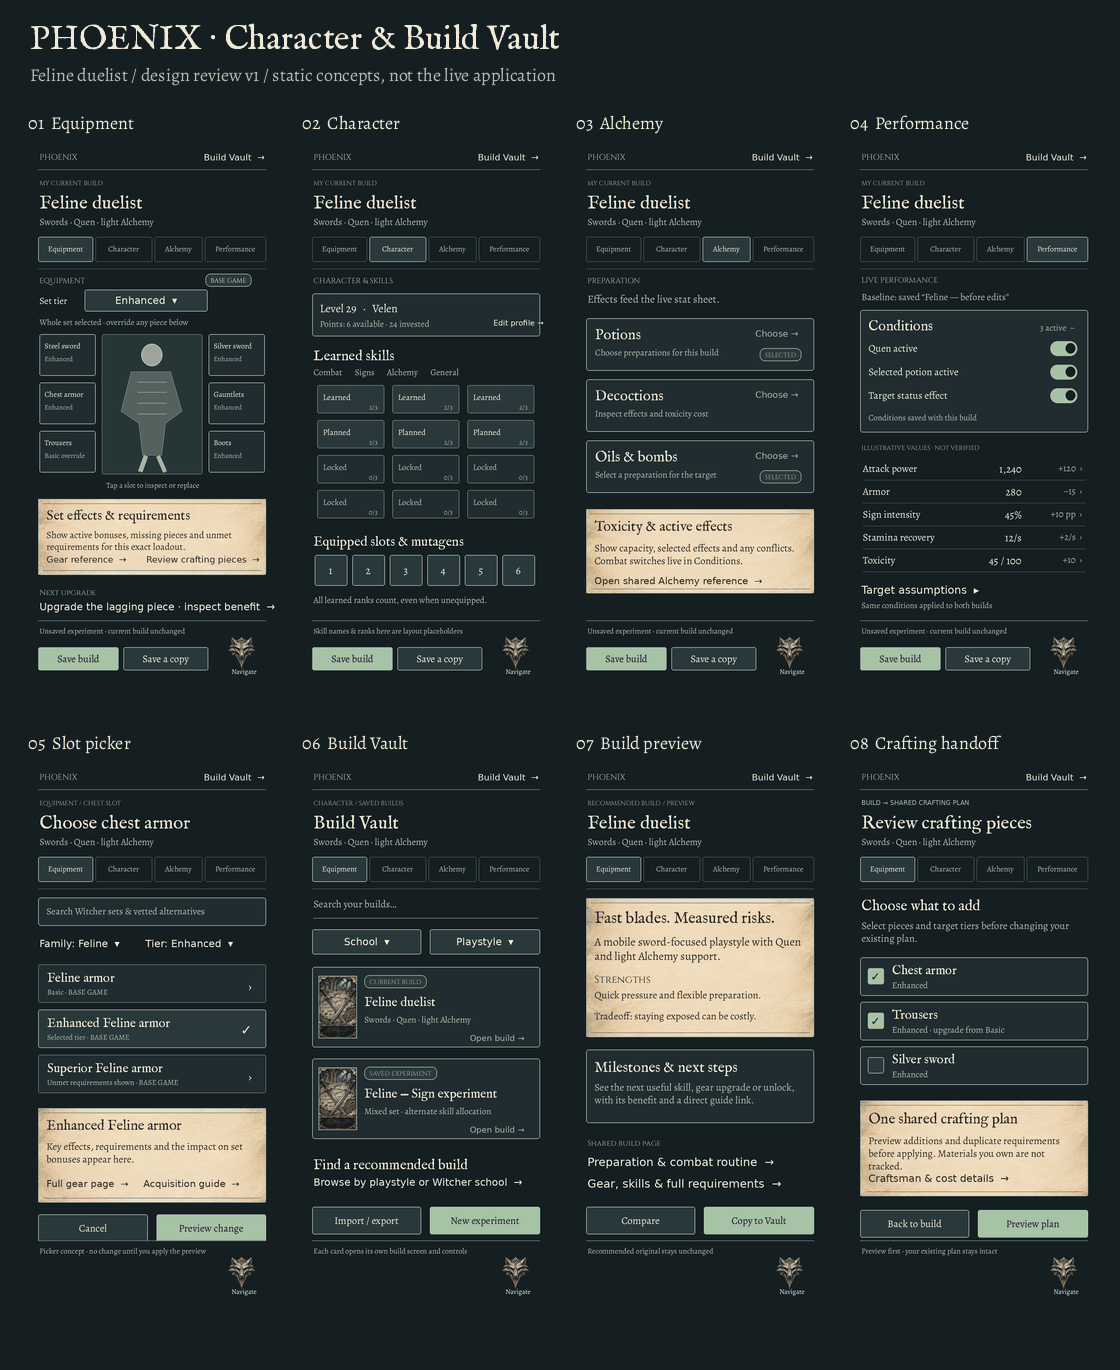 PHOENIX · Character & Build Vault
Feline duelist / design review v1 / static concepts, not the live application
01 Equipment
PHOENIX
Build Vault →
MY CURRENT BUILD
Feline duelist
Swords · Quen · light Alchemy
Equipment
Character
Alchemy
Performance
EQUIPMENT
BASE GAME
Set tier
Enhanced ▾
Whole set selected · override any piece below
Steel sword
Enhanced
Silver sword
Enhanced
Chest armor
Enhanced
Gauntlets
Enhanced
Trousers
Basic override
Boots
Enhanced
Tap a slot to inspect or replace
Set effects & requirements
Show active bonuses, missing pieces and unmet
requirements for this exact loadout.
Gear reference →
Review crafting pieces →
NEXT UPGRADE
Upgrade the lagging piece · inspect benefit →
Unsaved experiment · current build unchanged
Save build
Save a copy
Navigate
02 Character
PHOENIX
Build Vault →
MY CURRENT BUILD
Feline duelist
Swords · Quen · light Alchemy
Equipment
Character
Alchemy
Performance
CHARACTER & SKILLS
Level 29 · Velen
Points: 6 available · 24 invested
Edit profile →
Learned skills
Combat
Signs
Alchemy
General
Learned
2/3
Learned
2/3
Learned
2/3
Planned
2/3
Planned
2/3
Planned
2/3
Locked
0/3
Locked
0/3
Locked
0/3
Locked
0/3
Locked
0/3
Locked
0/3
Equipped slots & mutagens
1
2
3
4
5
6
All learned ranks count, even when unequipped.
Skill names & ranks here are layout placeholders
Save build
Save a copy
Navigate
03 Alchemy
PHOENIX
Build Vault →
MY CURRENT BUILD
Feline duelist
Swords · Quen · light Alchemy
Equipment
Character
Alchemy
Performance
PREPARATION
Effects feed the live stat sheet.
Potions
Choose →
Choose preparations for this build
SELECTED
Decoctions
Choose →
Inspect effects and toxicity cost
Oils & bombs
Choose →
Select a preparation for the target
SELECTED
Toxicity & active effects
Show capacity, selected effects and any conflicts.
Combat switches live in Conditions.
Open shared Alchemy reference →
Unsaved experiment · current build unchanged
Save build
Save a copy
Navigate
04 Performance
PHOENIX
Build Vault →
MY CURRENT BUILD
Feline duelist
Swords · Quen · light Alchemy
Equipment
Character
Alchemy
Performance
LIVE PERFORMANCE
Baseline: saved “Feline — before edits”
Conditions
3 active −
Quen active
Selected potion active
Target status effect
Conditions saved with this build
ILLUSTRATIVE VALUES · NOT VERIFIED
Attack power 1,240 +120 ›
Armor 280 −15 ›
Sign intensity 45% +10 pp ›
Stamina recovery 12/s +2/s ›
Toxicity 45 / 100 +10 ›
Target assumptions ▸
Same conditions applied to both builds
Unsaved experiment · current build unchanged
Save build
Save a copy
Navigate
05 Slot picker
PHOENIX
Build Vault →
EQUIPMENT / CHEST SLOT
Choose chest armor
Swords · Quen · light Alchemy
Equipment
Character
Alchemy
Performance
Search Witcher sets & vetted alternatives
Family: Feline ▾
Tier: Enhanced ▾
Feline armor
Basic · BASE GAME
›
Enhanced Feline armor
Selected tier · BASE GAME
✓
Superior Feline armor
Unmet requirements shown · BASE GAME
›
Enhanced Feline armor
Key effects, requirements and the impact on set
bonuses appear here.
Full gear page →
Acquisition guide →
Cancel
Preview change
Picker concept · no change until you apply the preview
Navigate
06 Build Vault
PHOENIX
Build Vault →
CHARACTER / SAVED BUILDS
Build Vault
Swords · Quen · light Alchemy
Equipment
Character
Alchemy
Performance
Search your builds…
School ▾
Playstyle ▾
CURRENT BUILD
Feline duelist
Swords · Quen · light Alchemy
Open build →
SAVED EXPERIMENT
Feline — Sign experiment
Mixed set · alternate skill allocation
Open build →
Find a recommended build
Browse by playstyle or Witcher school →
Import / export
New experiment
Each card opens its own build screen and controls
Navigate
07 Build preview
PHOENIX
Build Vault →
RECOMMENDED BUILD / PREVIEW
Feline duelist
Swords · Quen · light Alchemy
Equipment
Character
Alchemy
Performance
Fast blades. Measured risks.
A mobile sword-focused playstyle with Quen
and light Alchemy support.
STRENGTHS
Quick pressure and flexible preparation.
Tradeoff: staying exposed can be costly.
Milestones & next steps
See the next useful skill, gear upgrade or unlock,
with its benefit and a direct guide link.
SHARED BUILD PAGE
Preparation & combat routine →
Gear, skills & full requirements →
Compare
Copy to Vault
Recommended original stays unchanged
Navigate
08 Crafting handoff
PHOENIX
Build Vault →
BUILD → SHARED CRAFTING PLAN
Review crafting pieces
Swords · Quen · light Alchemy
Equipment
Character
Alchemy
Performance
Choose what to add
Select pieces and target tiers before changing your
existing plan.
✓
Chest armor
Enhanced
✓
Trousers
Enhanced · upgrade from Basic
Silver sword
Enhanced
One shared crafting plan
Preview additions and duplicate requirements
before applying. Materials you own are not
tracked.
Craftsman & cost details →
Back to build
Preview plan
Preview first · your existing plan stays intact
Navigate